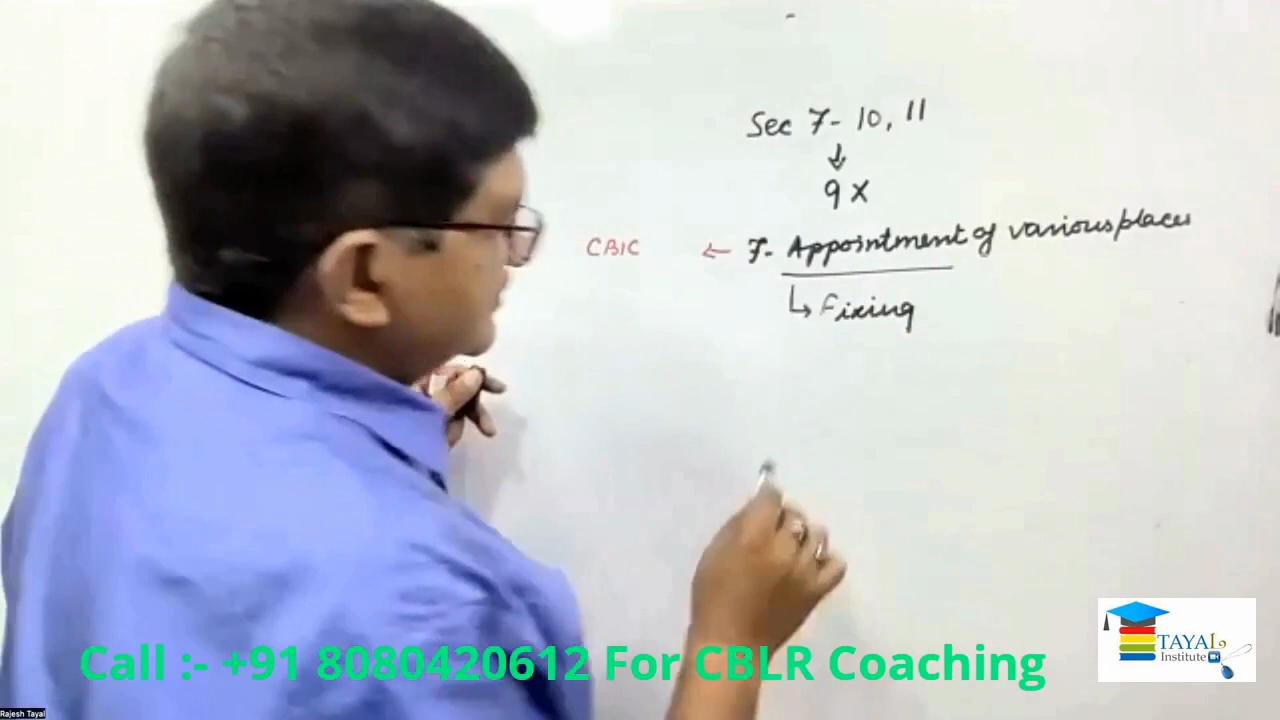 Sec 7- 10, 11
↓
9 X
CBIC ← 7- Appointment of various places
↳ Fixing
Call :- +91 8080420612 For CBLR Coaching
TAYAL
Institute
Rajesh Tayal